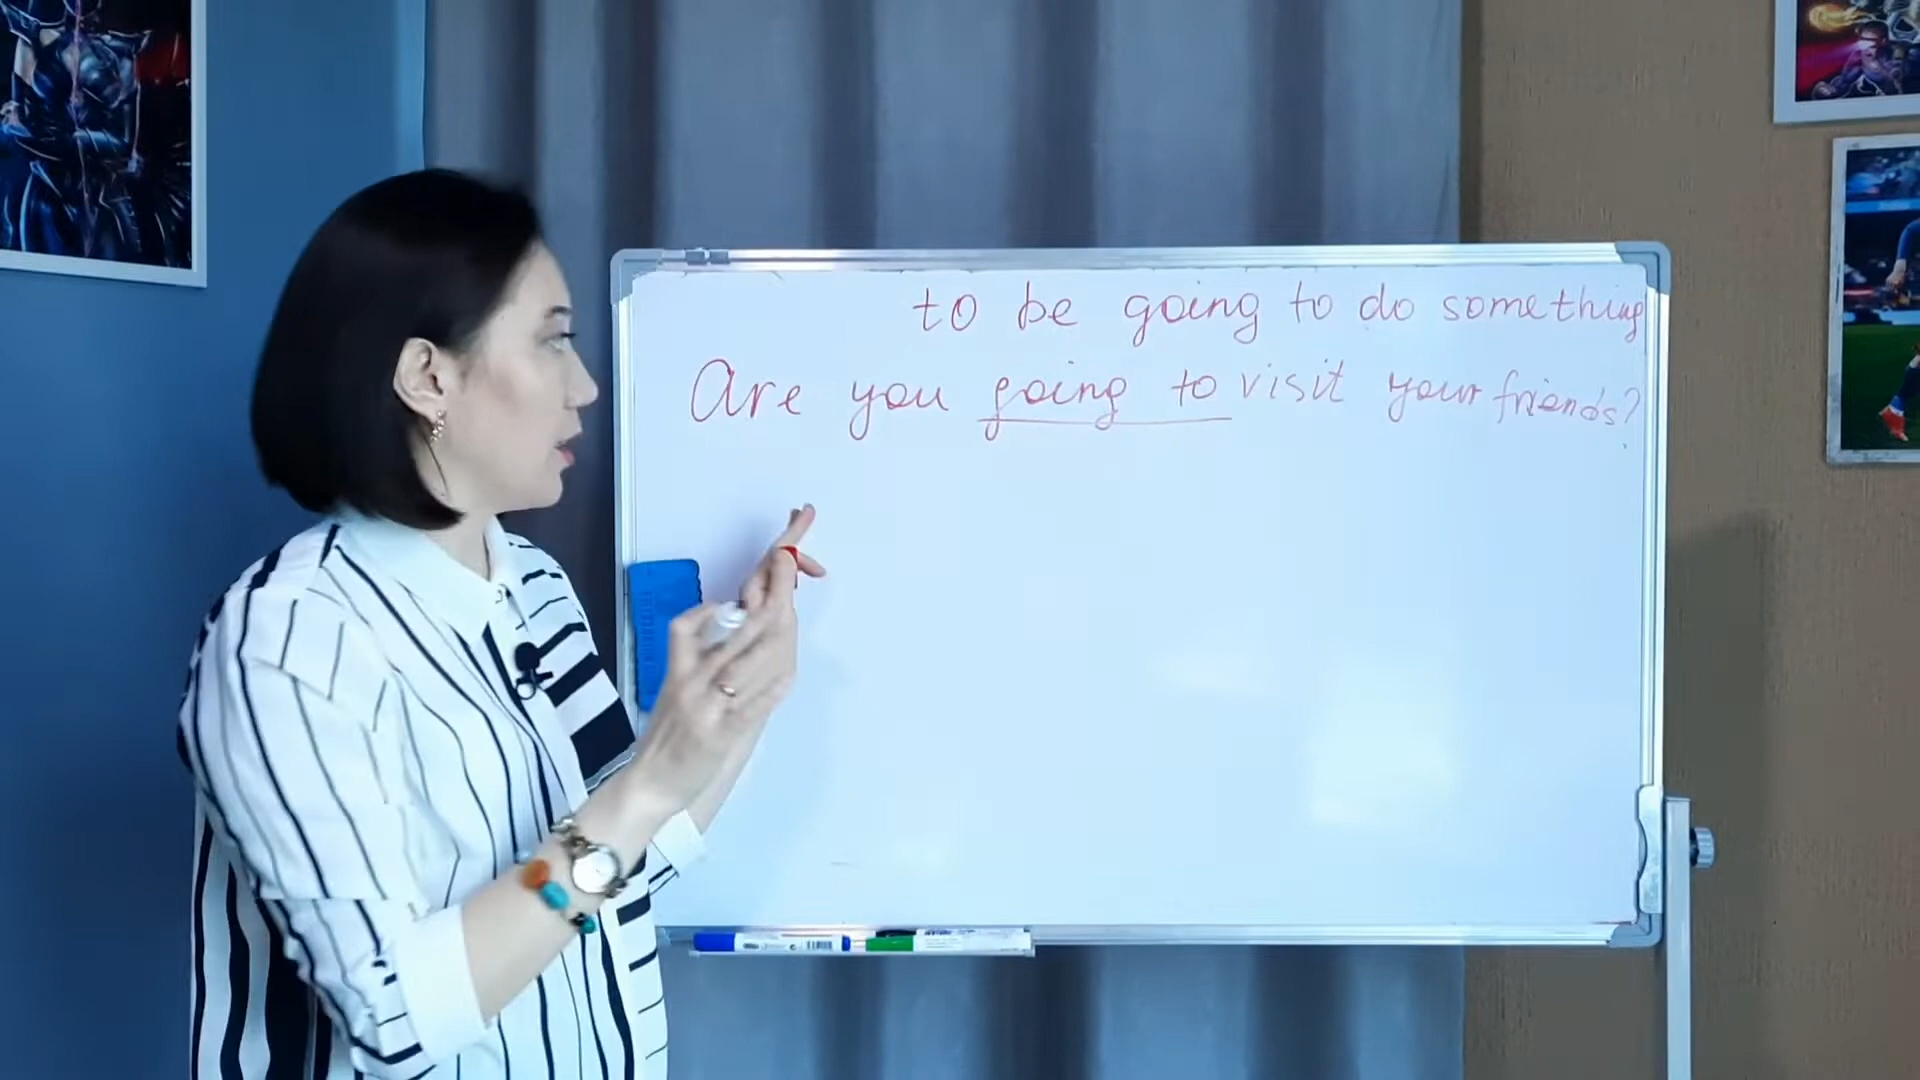 to be going to do something
Are you going to visit your friends?